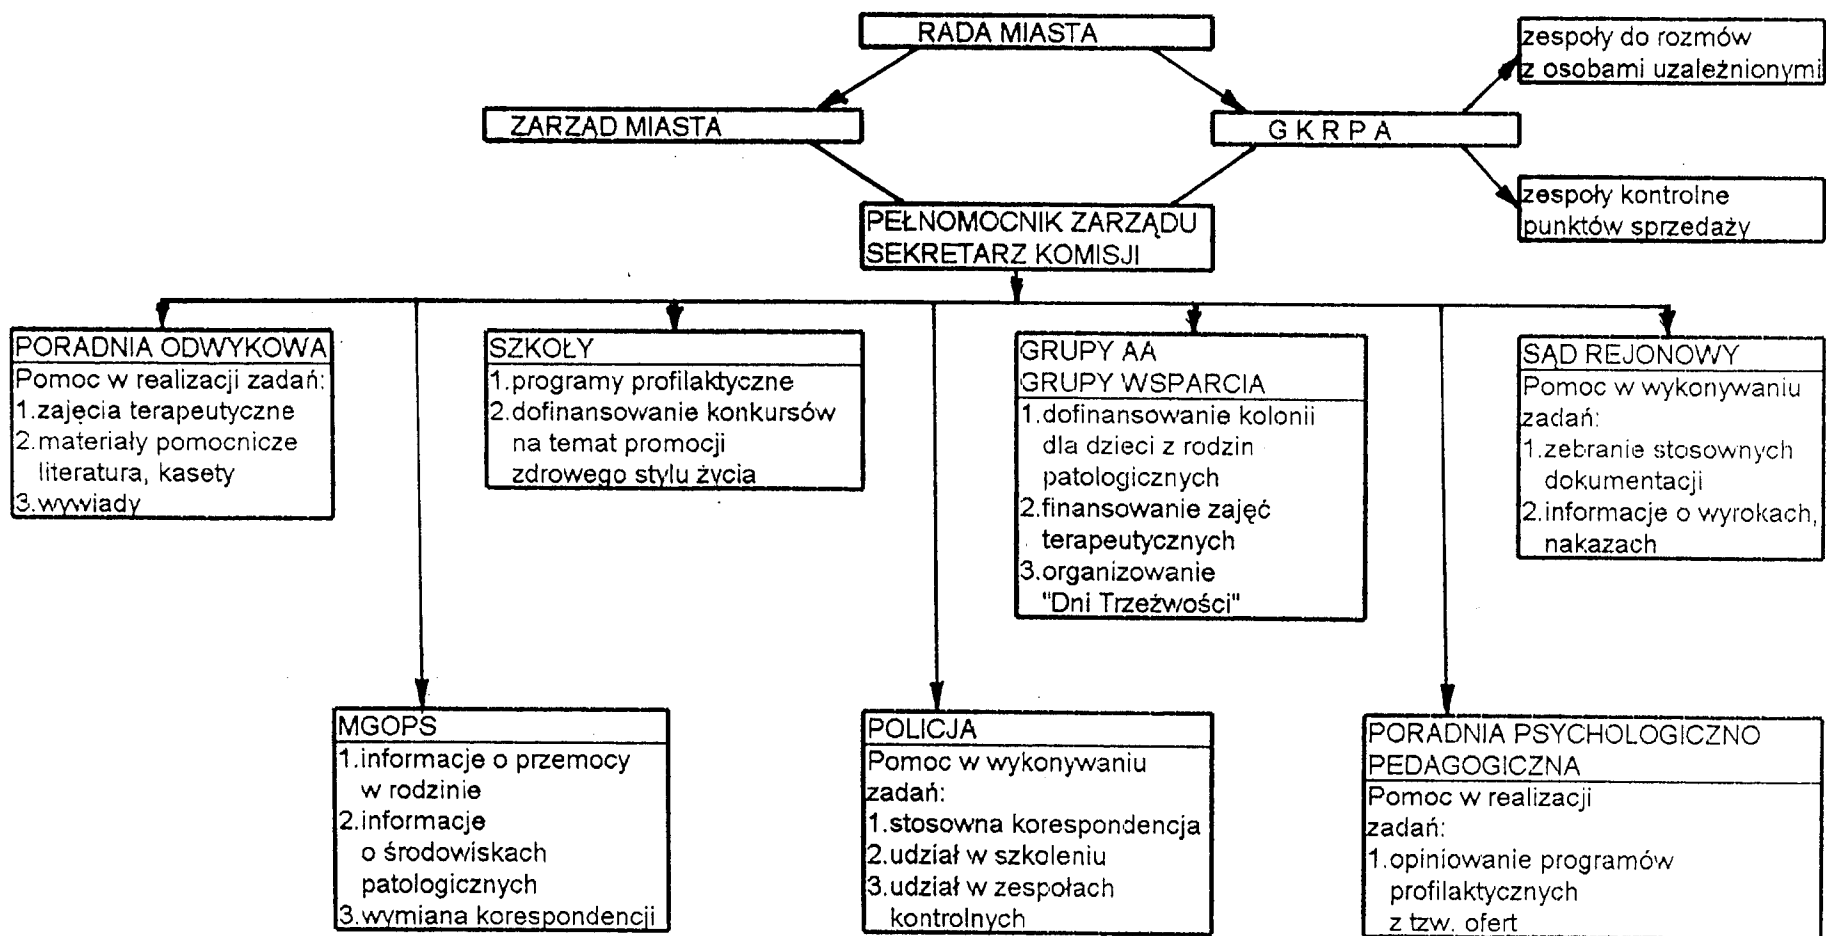 RADA MIASTA
zespoły do rozmów
z osobami uzależnionymi
ZARZĄD MIASTA
G K R P A
zespoły kontrolne
punktów sprzedaży
PEŁNOMOCNIK ZARZĄDU
SEKRETARZ KOMISJI
PORADNIA ODWYKOWA
Pomoc w realizacji zadań:
1.zajęcia terapeutyczne
2.materiały pomocnicze
literatura, kasety
3.wywiady
SZKOŁY
1.programy profilaktyczne
2.dofinansowanie konkursów
na temat promocji
zdrowego stylu życia
GRUPY AA
GRUPY WSPARCIA
1.dofinansowanie kolonii
dla dzieci z rodzin
patologicznych
2.finansowanie zajęć
terapeutycznych
3.organizowanie
"Dni Trzeźwości"
SĄD REJONOWY
Pomoc w wykonywaniu
zadań:
1.zebranie stosownych
dokumentacji
2.informacje o wyrokach,
nakazach
MGOPS
1.informacje o przemocy
w rodzinie
2.informacje
o środowiskach
patologicznych
3.wymiana korespondencji
POLICJA
Pomoc w wykonywaniu
zadań:
1.stosowna korespondencja
2.udział w szkoleniu
3.udział w zespołach
kontrolnych
PORADNIA PSYCHOLOGICZNO
PEDAGOGICZNA
Pomoc w realizacji
zadań:
1.opiniowanie programów
profilaktycznych
z tzw. ofert